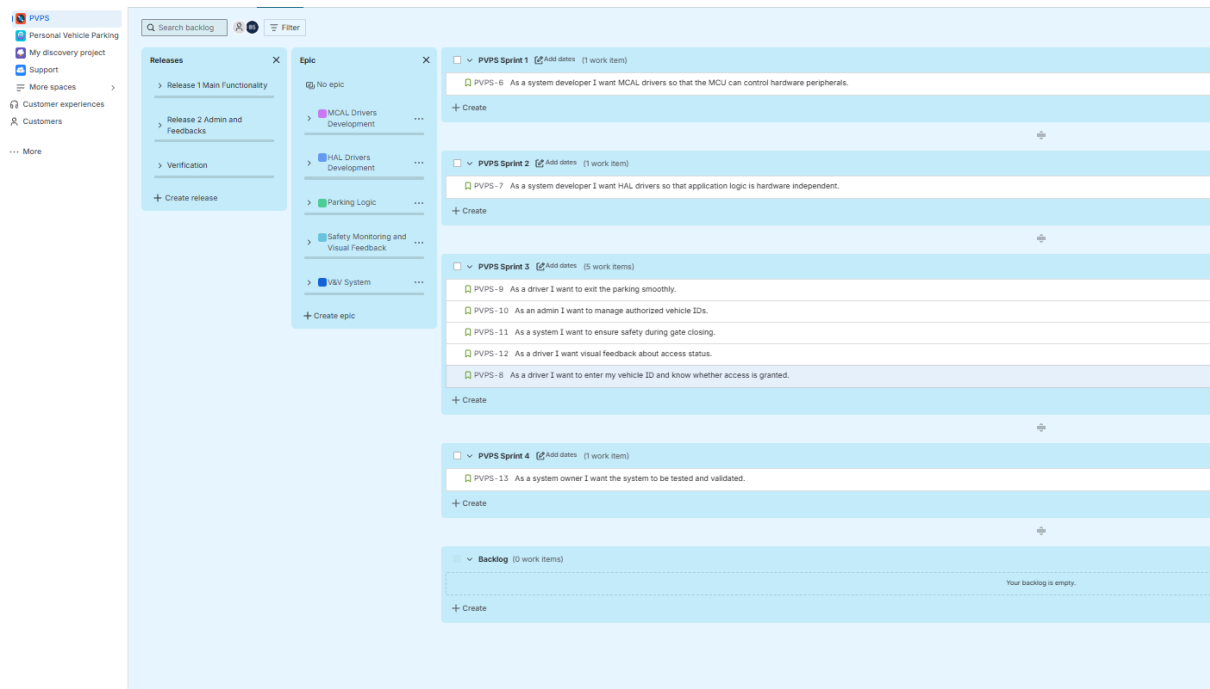 PVPS
Personal Vehicle Parking
My discovery project
Support
More spaces
Customer experiences
Customers
More
Search backlog
BS
Filter
Releases
Release 1 Main Functionality
Release 2 Admin and
Feedbacks
Verification
Create release
Epic
No epic
MCAL Drivers
Development
HAL Drivers
Development
Parking Logic
Safety Monitoring and
Visual Feedback
V&V System
Create epic
PVPS Sprint 1 Add dates (1 work item)
PVPS-6 As a system developer I want MCAL drivers so that the MCU can control hardware peripherals.
Create
PVPS Sprint 2 Add dates (1 work item)
PVPS-7 As a system developer I want HAL drivers so that application logic is hardware independent.
Create
PVPS Sprint 3 Add dates (5 work items)
PVPS-9 As a driver I want to exit the parking smoothly.
PVPS-10 As an admin I want to manage authorized vehicle IDs.
PVPS-11 As a system I want to ensure safety during gate closing.
PVPS-12 As a driver I want visual feedback about access status.
PVPS-8 As a driver I want to enter my vehicle ID and know whether access is granted.
Create
PVPS Sprint 4 Add dates (1 work item)
PVPS-13 As a system owner I want the system to be tested and validated.
Create
Backlog (0 work items)
Your backlog is empty.
Create